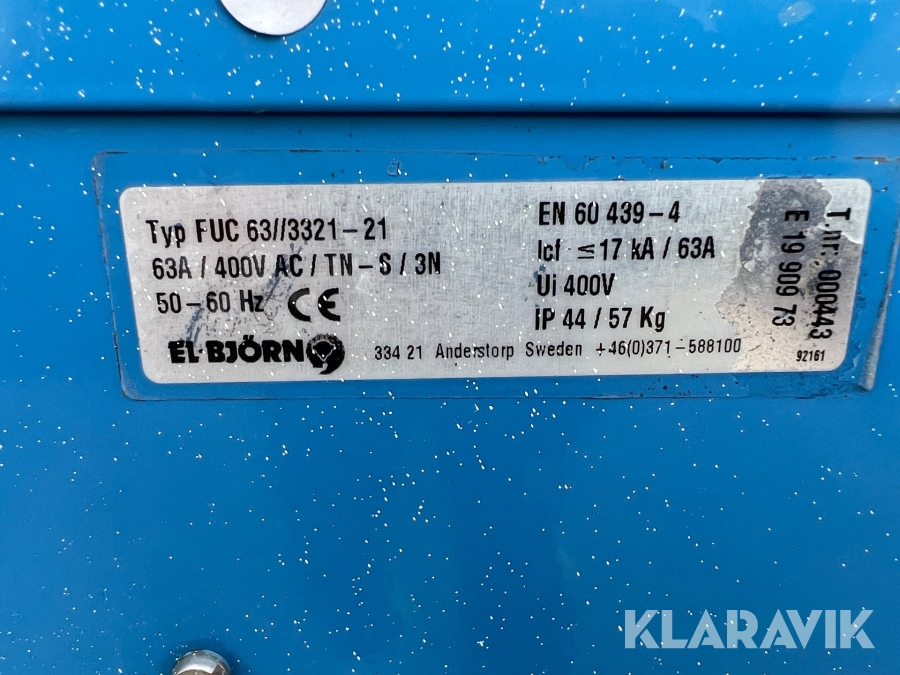 Typ FUC 63//3321-21
63A / 400V AC / TN-S / 3N
50-60 Hz CE
EL·BJÖRN
EN 60 439-4
Icf ≤17 kA / 63A
Ui 400V
IP 44 / 57 Kg
334 21 Anderstorp Sweden +46(0)371-588100
T.nr: 000443
E 19 909 73
92161
KLARAVIK